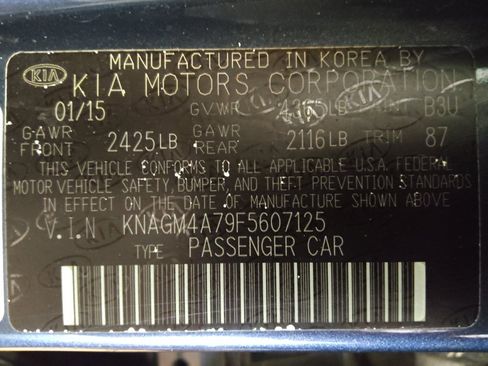 MANUFACTURED IN KOREA BY
KIA KIA MOTORS CORPORATION
01/15 GVWR B3U
GAWR FRONT 2425LB GAWR REAR 2116LB TRIM 87
THIS VEHICLE CONFORMS TO ALL APPLICABLE U.S.A. FEDERAL
MOTOR VEHICLE SAFETY, BUMPER, AND THEFT PREVENTION STANDARDS
IN EFFECT ON THE DATE OF MANUFACTURE SHOWN ABOVE
V.I.N KNAGM4A79F5607125
TYPE PASSENGER CAR